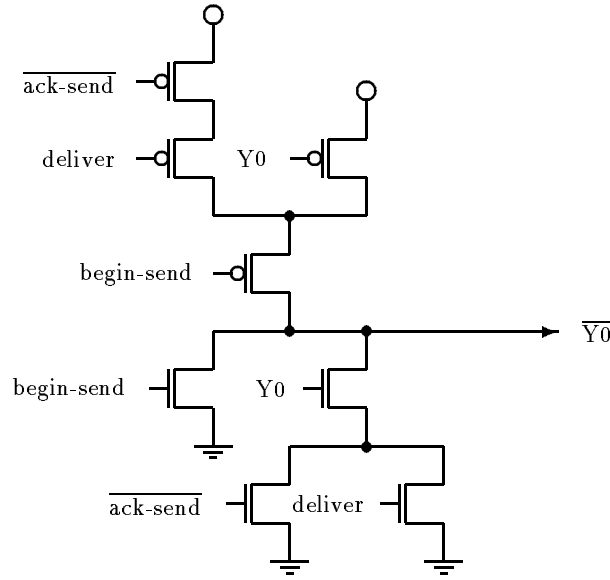 ack-send
deliver
Y0
begin-send
Y0
begin-send
Y0
ack-send
deliver